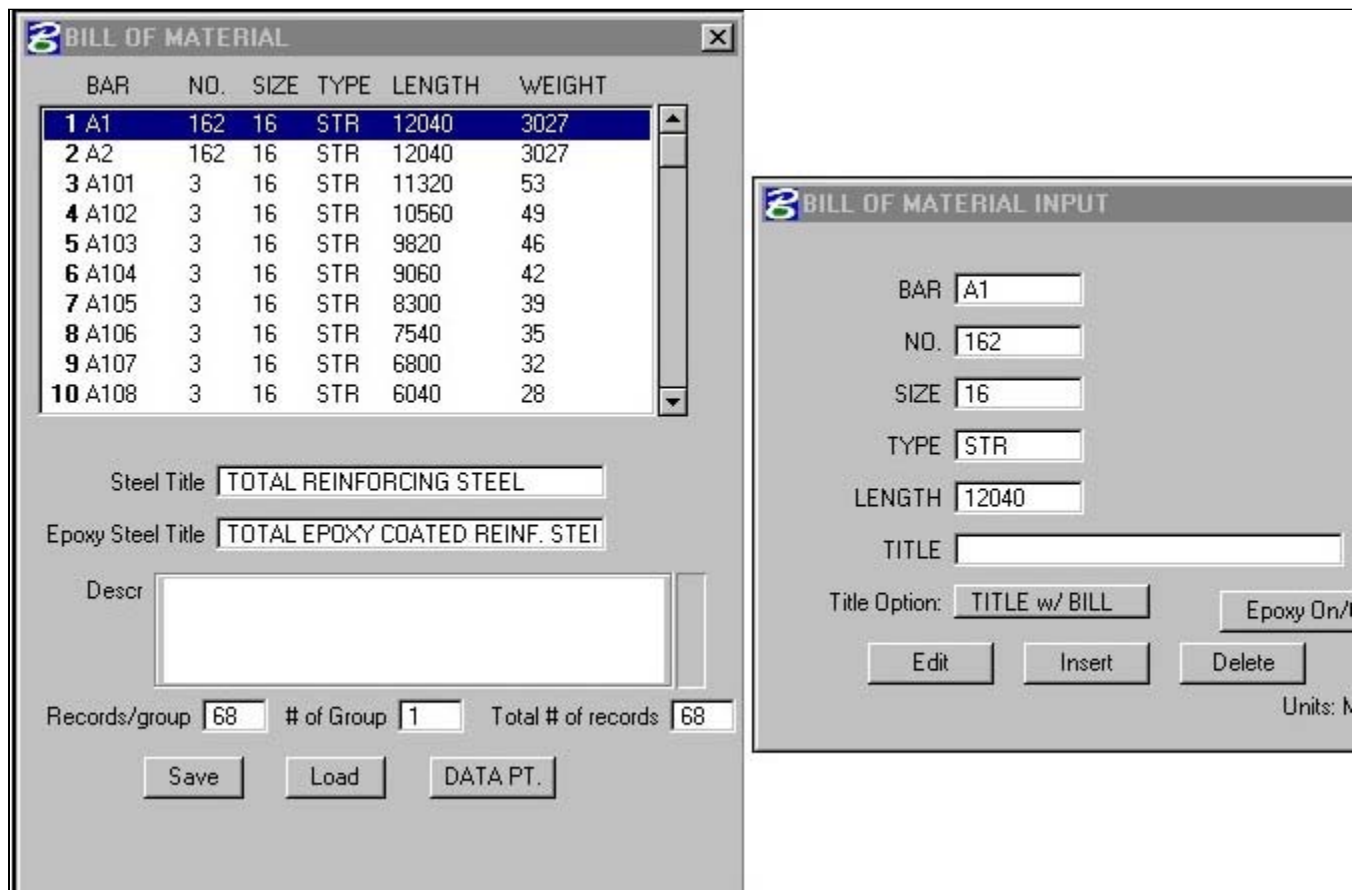 BILL OF MATERIAL
BAR NO. SIZE TYPE LENGTH WEIGHT
1 A1 162 16 STR 12040 3027
2 A2 162 16 STR 12040 3027
3 A101 3 16 STR 11320 53
4 A102 3 16 STR 10560 49
5 A103 3 16 STR 9820 46
6 A104 3 16 STR 9060 42
7 A105 3 16 STR 8300 39
8 A106 3 16 STR 7540 35
9 A107 3 16 STR 6800 32
10 A108 3 16 STR 6040 28
Steel Title TOTAL REINFORCING STEEL
Epoxy Steel Title TOTAL EPOXY COATED REINF. STEI
Descr
Records/group 68 # of Group 1 Total # of records 68
Save Load DATA PT.
BILL OF MATERIAL INPUT
BAR A1
NO. 162
SIZE 16
TYPE STR
LENGTH 12040
TITLE
Title Option: TITLE w/ BILL
Epoxy On/
Edit Insert Delete
Units: